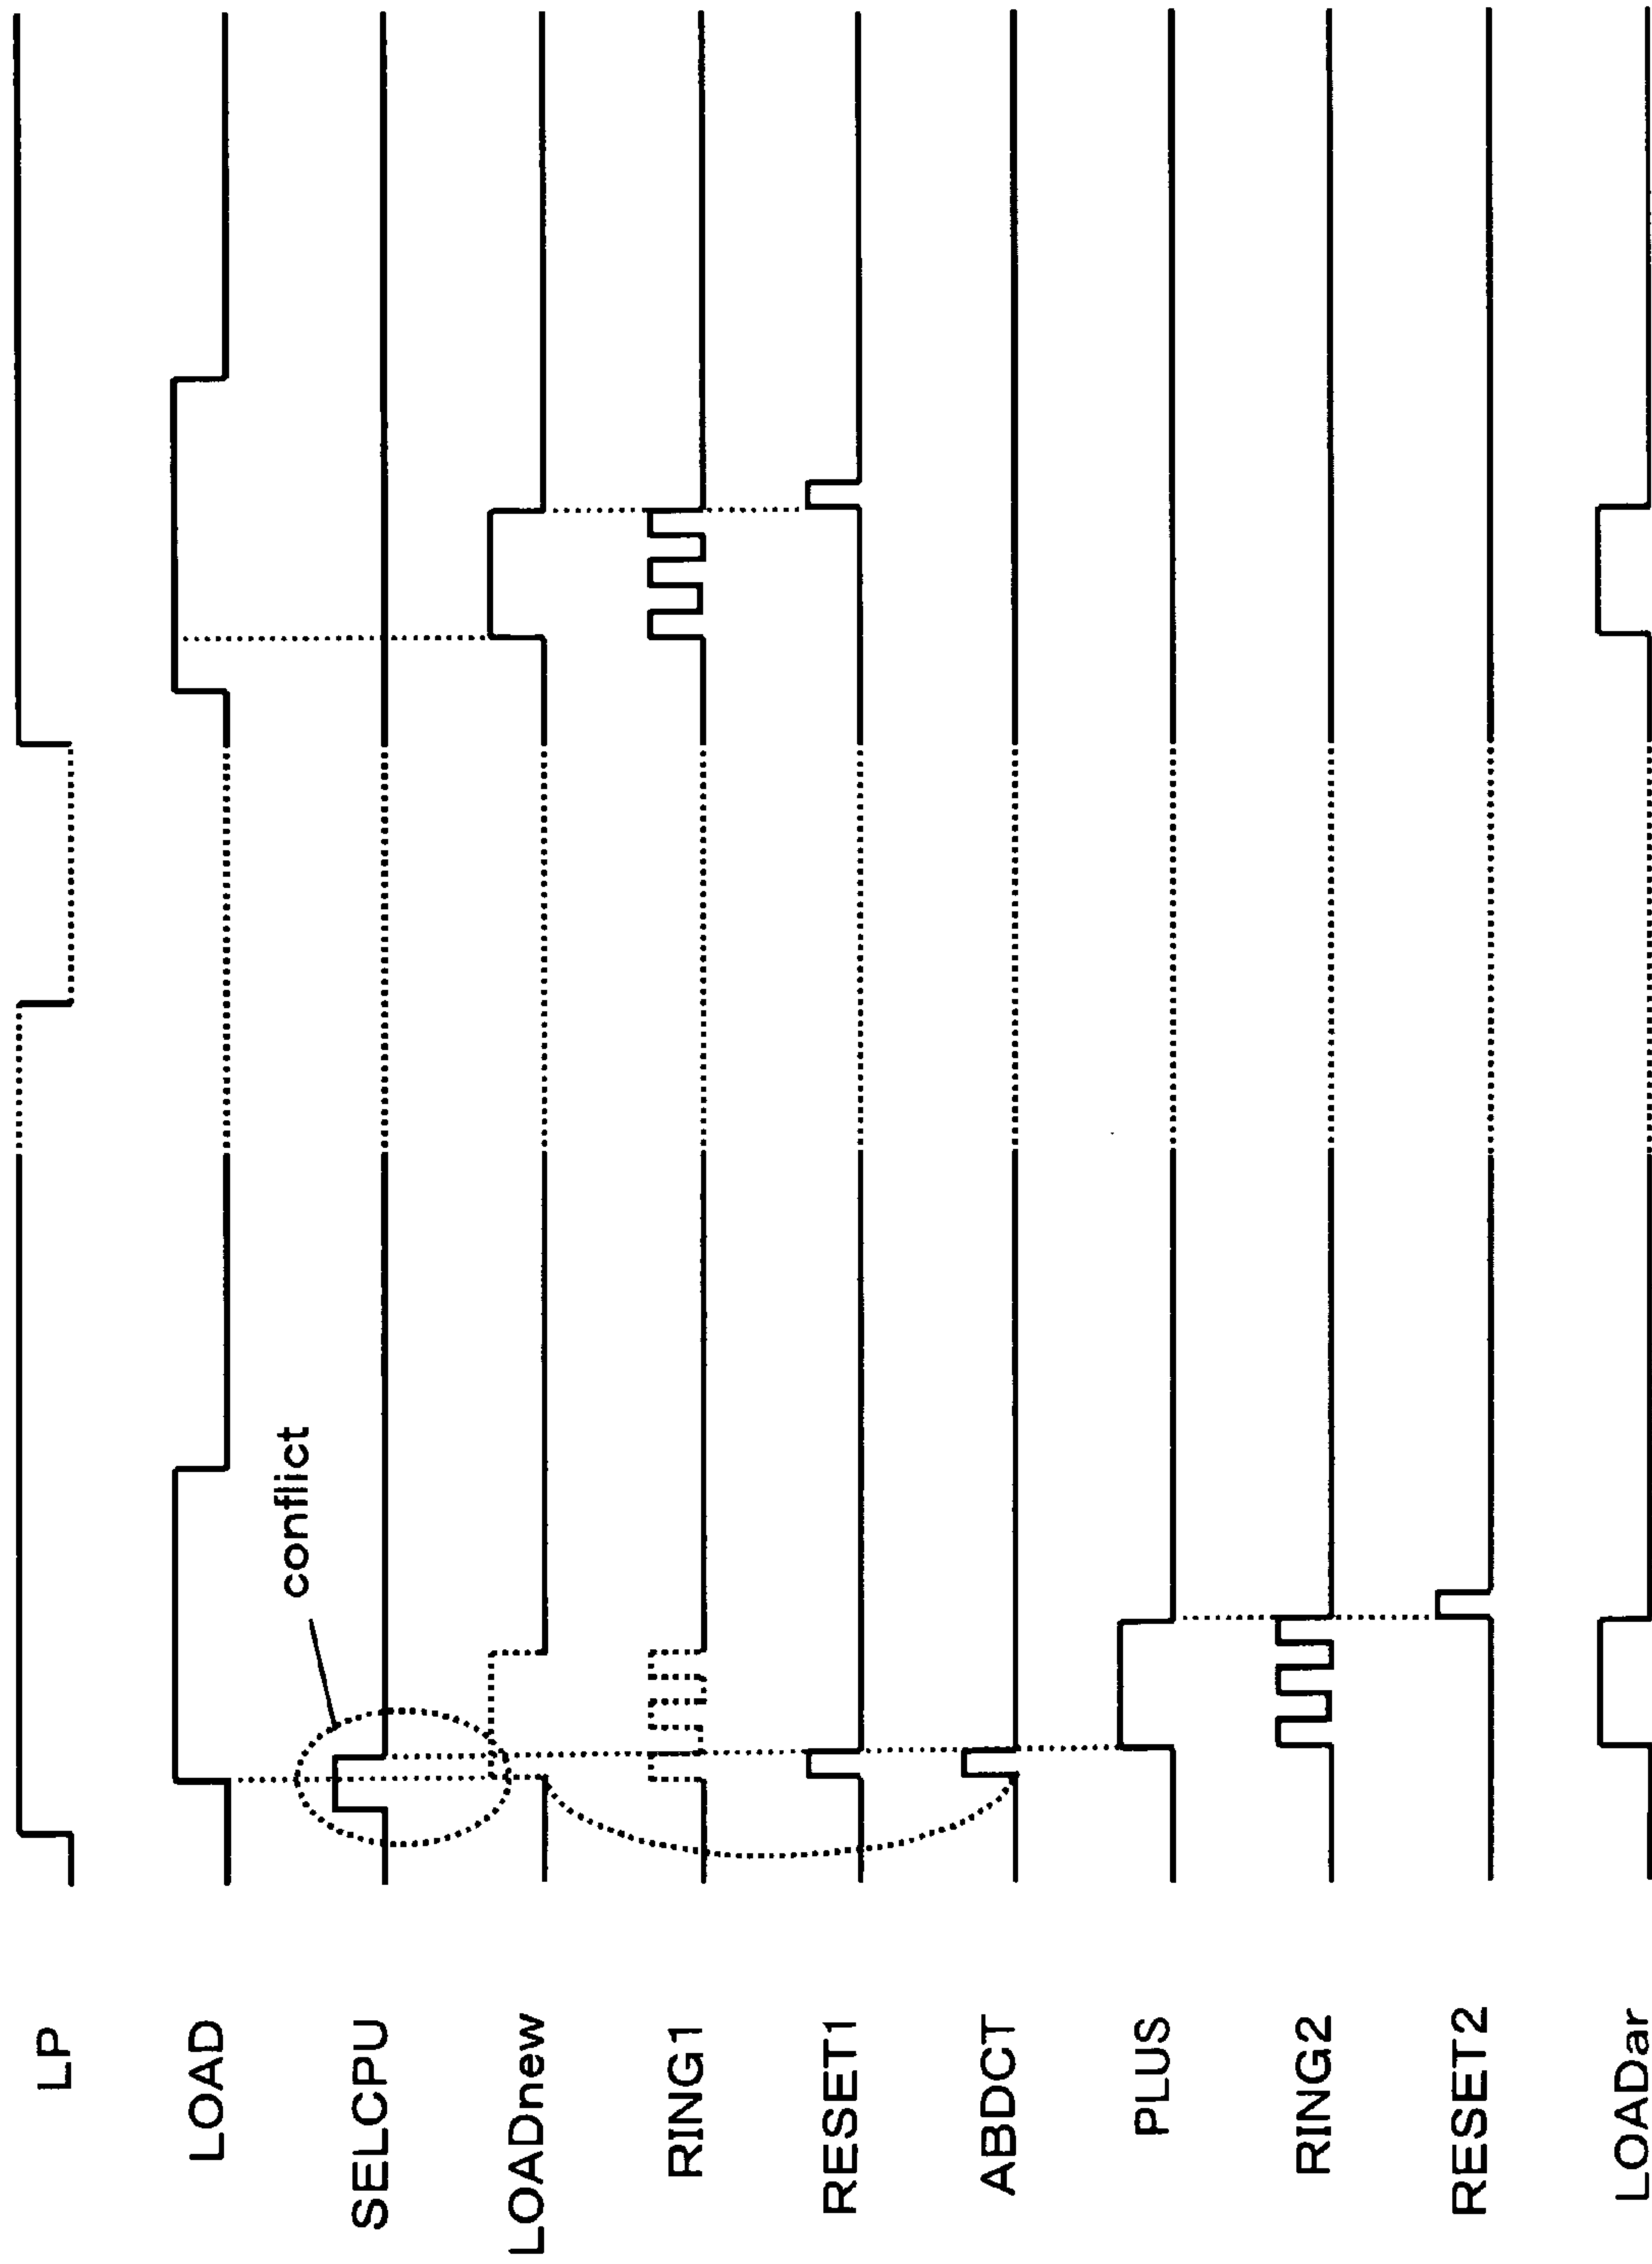 LP
LOAD
SELCPU
LOADnew
RING1
RESET1
ABDCT
PLUS
RING2
RESET2
LOADar
conflict